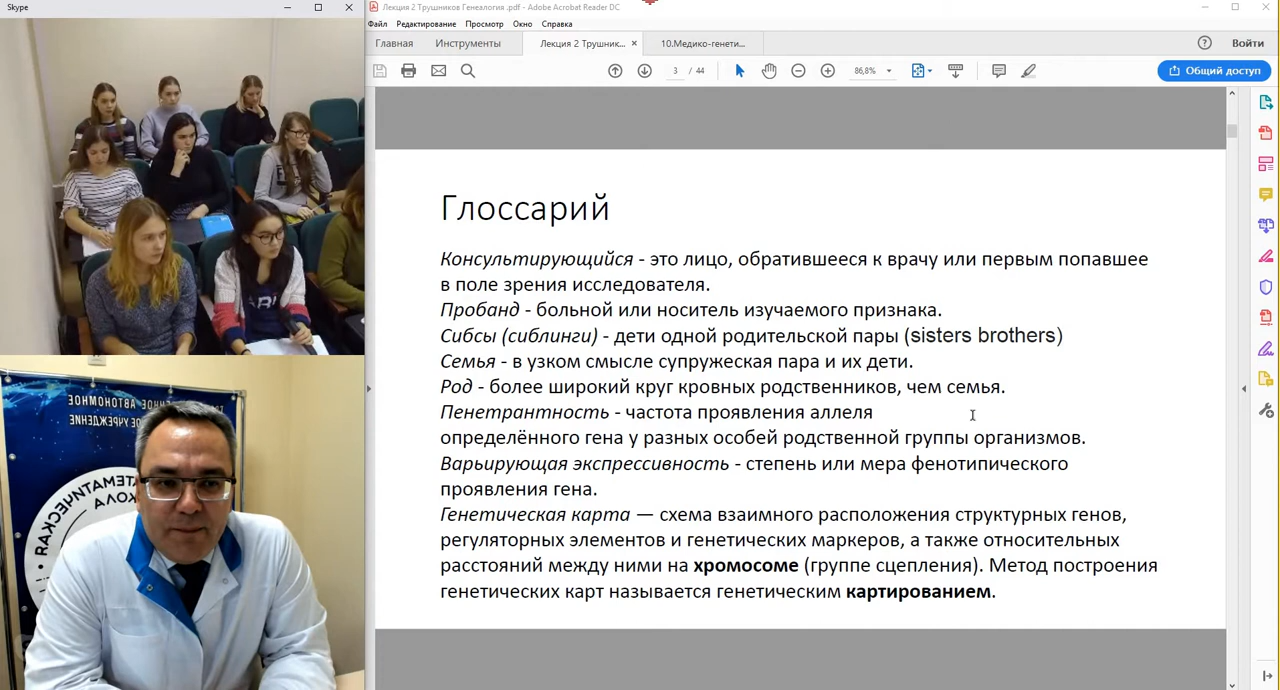 Skype
Лекция 2 Трушников Генеалогия .pdf - Adobe Acrobat Reader DC
Файл Редактирование Просмотр Окно Справка
Главная Инструменты Лекция 2 Трушник... × 10.Медико-генети... Войти
3 / 44 86,8% Общий доступ
Глоссарий
Консультирующийся - это лицо, обратившееся к врачу или первым попавшее
в поле зрения исследователя.
Пробанд - больной или носитель изучаемого признака.
Сибсы (сиблинги) - дети одной родительской пары (sisters brothers)
Семья - в узком смысле супружеская пара и их дети.
Род - более широкий круг кровных родственников, чем семья.
Пенетрантность - частота проявления аллеля
определённого гена у разных особей родственной группы организмов.
Варьирующая экспрессивность - степень или мера фенотипического
проявления гена.
Генетическая карта — схема взаимного расположения структурных генов,
регуляторных элементов и генетических маркеров, а также относительных
расстояний между ними на хромосоме (группе сцепления). Метод построения
генетических карт называется генетическим картированием.
АВТОНОМНОЕ
УЧРЕЖДЕНИЕ